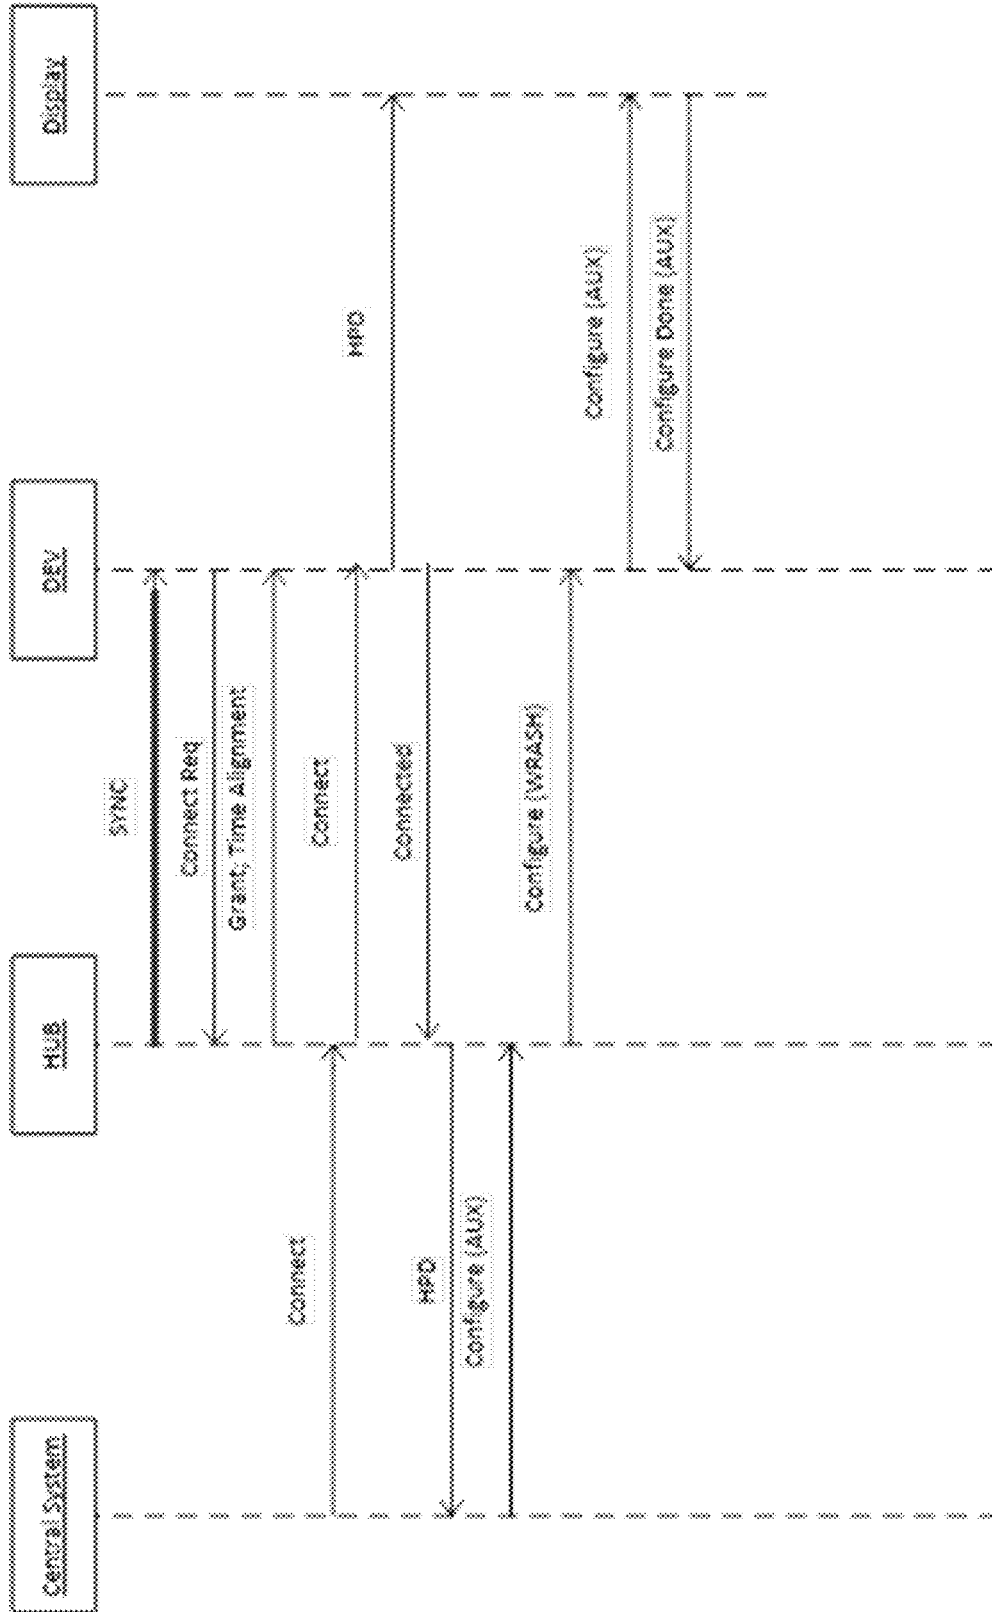 Central System
HUB
DEV
Display
SYNC
Connect Req
Grant; Time Alignment
Connect
Connect
HPD
Connected
HPD
Configure (AUX)
Configure (WRASH)
Configure (AUX)
Configure Done (AUX)